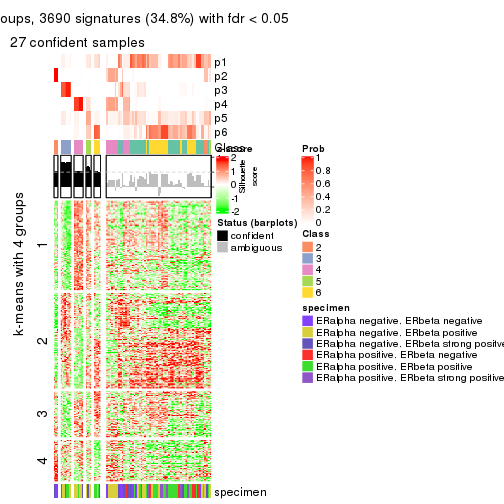 oups, 3690 signatures (34.8%) with fdr < 0.05
27 confident samples
p1
p2
p3
p4
p5
p6
Class
z-score
2
1
0
-1
-2
Silhouette
score
Status (barplots)
confident
ambiguous
Prob
1
0.8
0.6
0.4
0.2
0
Class
2
3
4
5
6
specimen
ERalpha negative. ERbeta negative
ERalpha negative. ERbeta positive
ERalpha negative. ERbeta strong positive
ERalpha positive. ERbeta negative
ERalpha positive. ERbeta positive
ERalpha positive. ERbeta strong positive
k-means with 4 groups
1
2
3
4
specimen